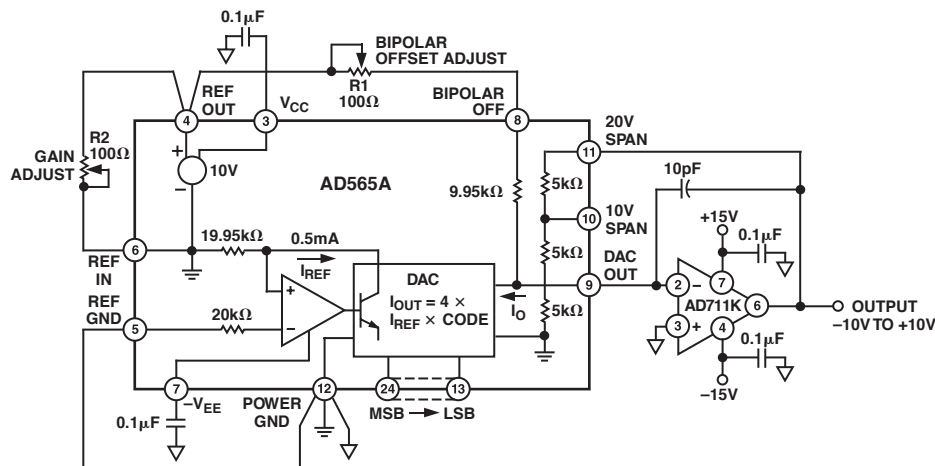 0.1µF
BIPOLAR
OFFSET ADJUST
R1
100Ω
REF
OUT
VCC
BIPOLAR
OFF
20V
SPAN
4
3
8
11
R2
100Ω
GAIN
ADJUST
+
10V
–
AD565A
9.95kΩ
5kΩ
10pF
10
10V
SPAN
+15V
0.1µF
6
REF
IN
19.95kΩ
0.5mA
IREF
5kΩ
DAC
OUT
9
2
–
7
AD711K
6
OUTPUT
–10V TO +10V
REF
GND
5
20kΩ
+
–
DAC
IOUT = 4 ×
IREF × CODE
IO
5kΩ
3
+
4
0.1µF
–15V
7
–VEE
0.1µF
POWER
GND
12
24
13
MSB
LSB